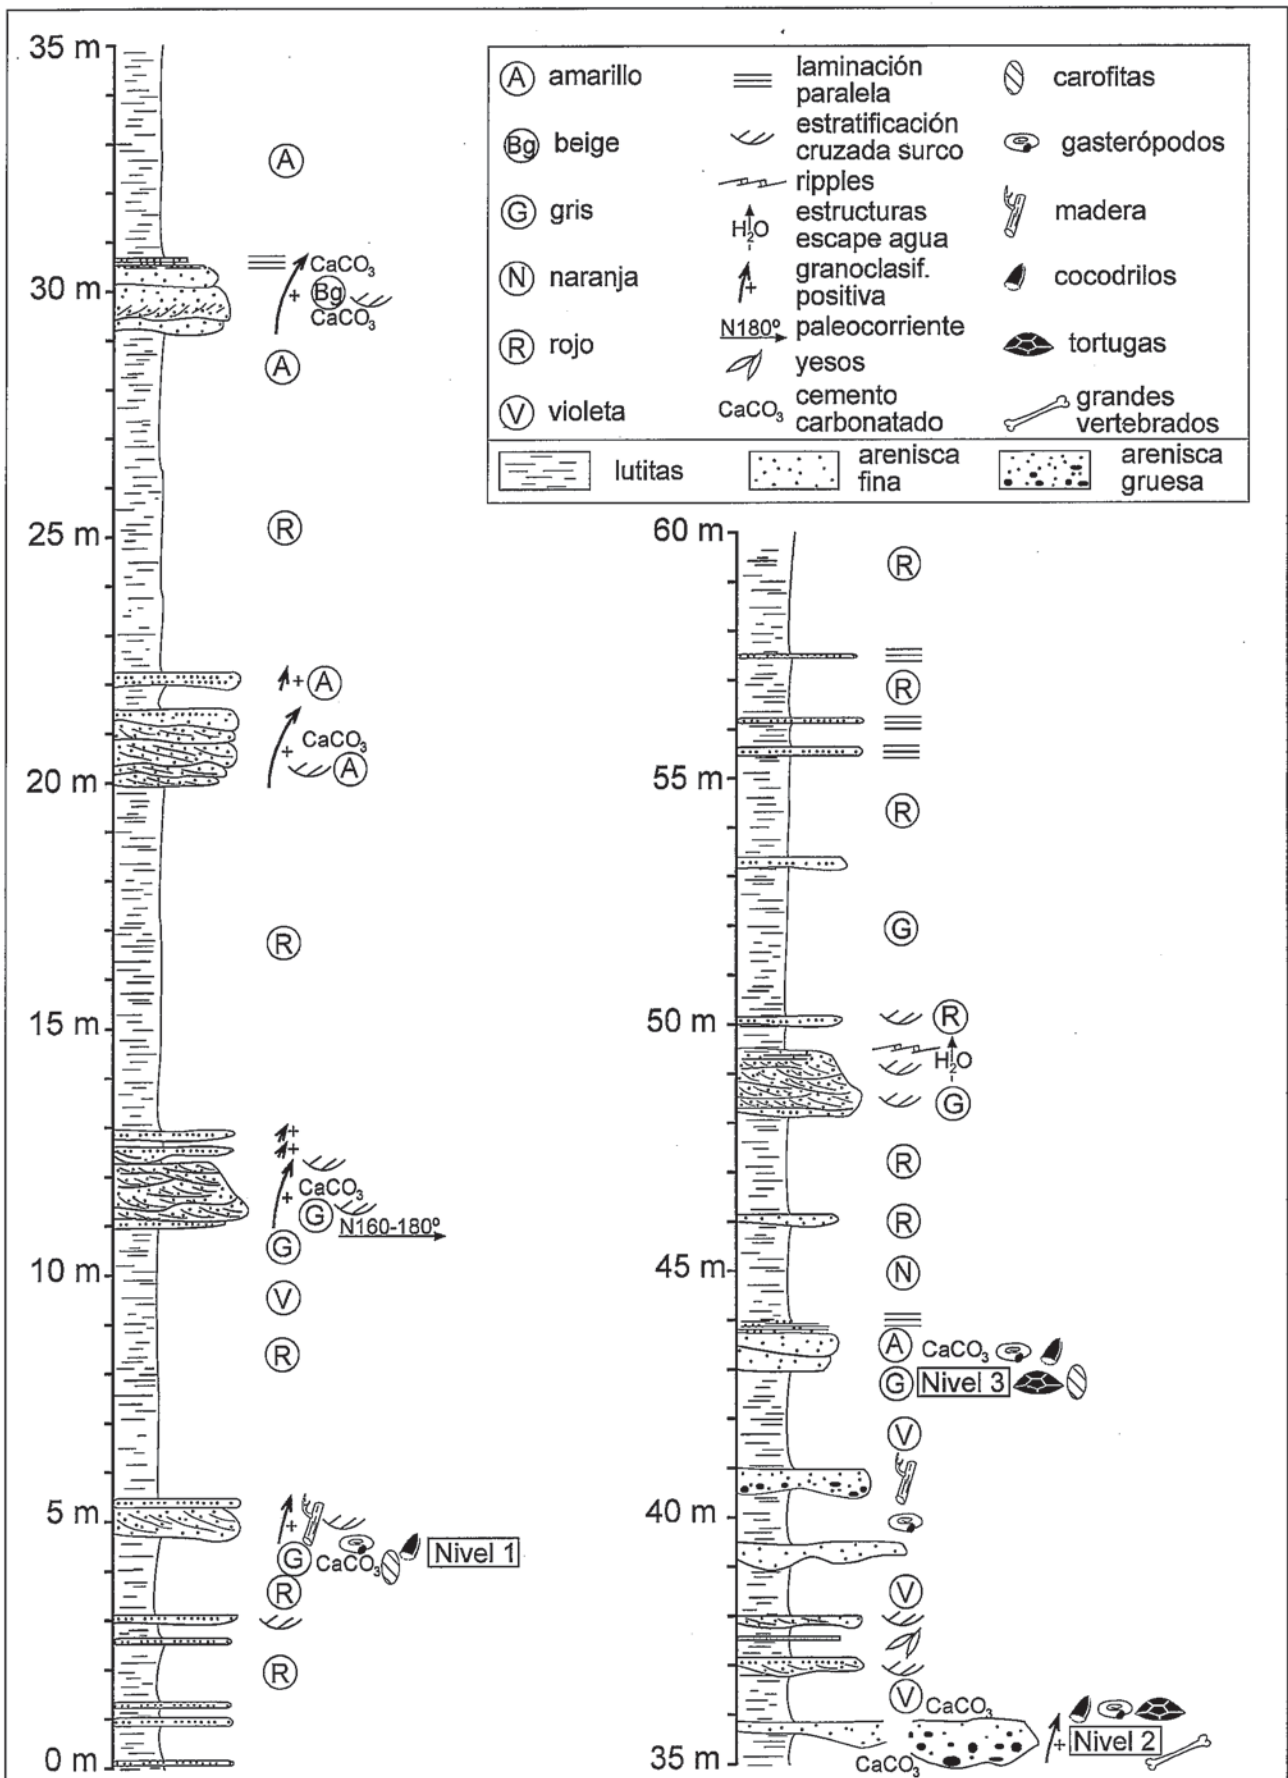 35 m
30 m
25 m
20 m
15 m
10 m
5 m
0 m
A
CaCO₃
+ Bg
CaCO₃
A
R
+ A
CaCO₃
+
A
R
+
+
CaCO₃
+
G
N160-180º
G
V
R
+
G CaCO₃ Nivel 1
R
R
A amarillo
Bg beige
G gris
N naranja
R rojo
V violeta
laminación
paralela
estratificación
cruzada surco
ripples
H₂O estructuras
escape agua
+ granoclasif.
positiva
N180º paleocorriente
yesos
CaCO₃ cemento
carbonatado
carofitas
gasterópodos
madera
cocodrilos
tortugas
grandes
vertebrados
lutitas
arenisca
fina
arenisca
gruesa
60 m
55 m
50 m
45 m
40 m
35 m
R
R
R
G
R
H₂O
G
R
R
N
A CaCO₃
G Nivel 3
V
V
V CaCO₃
+ Nivel 2
CaCO₃